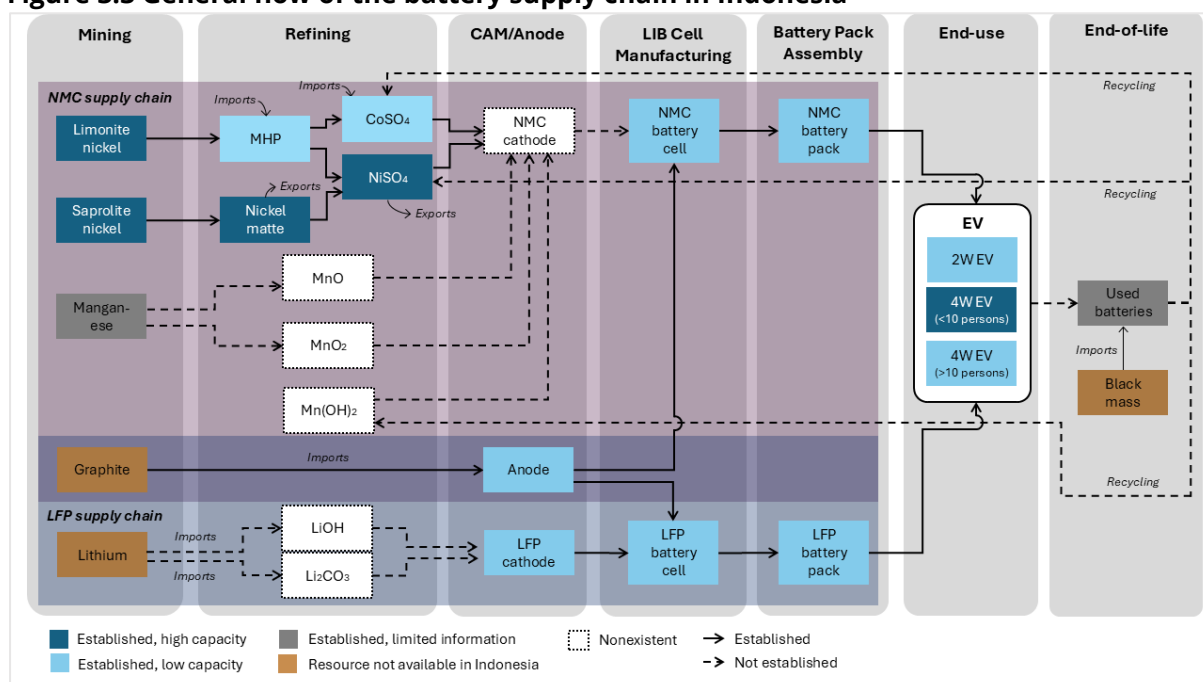 Figure 3.3 General flow of the battery supply chain in Indonesia
Mining
Refining
CAM/Anode
LIB Cell
Manufacturing
Battery Pack
Assembly
End-use
End-of-life
NMC supply chain
Imports
Imports
Recycling
Limonite
nickel
MHP
CoSO₄
NMC
cathode
NMC
battery
cell
NMC
battery
pack
NiSO₄
Exports
Exports
Recycling
Saprolite
nickel
Nickel
matte
EV
2W EV
4W EV
(<10 persons)
4W EV
(>10 persons)
Used
batteries
Imports
Black
mass
MnO
Mangan-
ese
MnO₂
Mn(OH)₂
Graphite
Imports
Anode
Recycling
LFP supply chain
Lithium
Imports
Imports
LiOH
Li₂CO₃
LFP
cathode
LFP
battery
cell
LFP
battery
pack
Established, high capacity
Established, limited information
Nonexistent
Established
Established, low capacity
Resource not available in Indonesia
Not established